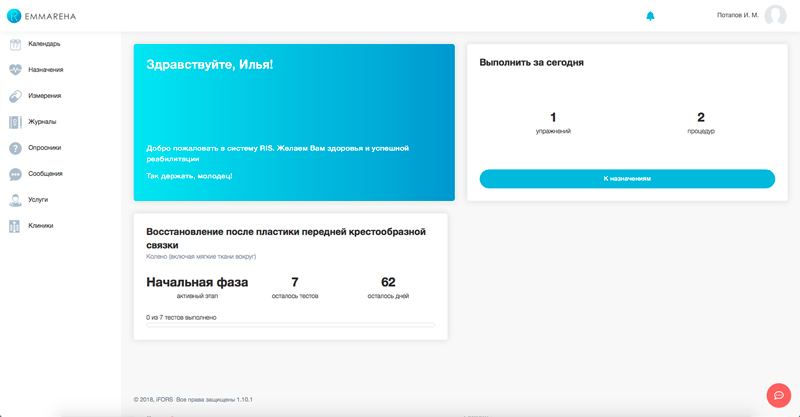 EMMAREHA
Потапов И. М.
Календарь
Назначения
Измерения
Журналы
Опросники
Сообщения
Услуги
Клиники
Здравствуйте, Илья!
Добро пожаловать в систему RIS. Желаем Вам здоровья и успешной
реабилитации
Так держать, молодец!
Выполнить за сегодня
1 2
упражнений процедур
К назначениям
Восстановление после пластики передней крестообразной
связки
Колено (включая мягкие ткани вокруг)
Начальная фаза 7 62
активный этап осталось тестов осталось дней
0 из 7 тестов выполнено
© 2018, iFORS Все права защищены 1.10.1